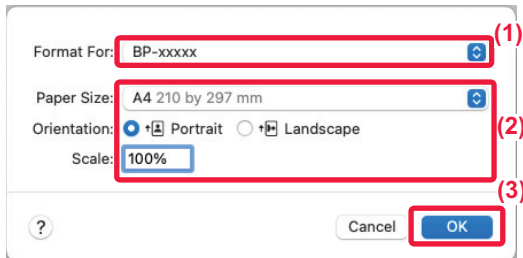 (1)
Format For: BP-xxxxx
Paper Size: A4 210 by 297 mm
Orientation: Portrait Landscape
(2)
Scale: 100%
(3)
? Cancel OK